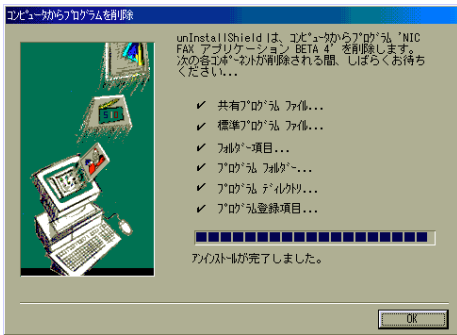 ｺﾝﾋﾟｭｰﾀからﾌﾟﾛｸﾞﾗﾑを削除
unInstallShield は、ｺﾝﾋﾟｭｰﾀからﾌﾟﾛｸﾞﾗﾑ 'NIC
FAX アプリケーション BETA 4' を削除します。
次の各ｺﾝﾎﾟｰﾈﾝﾄが削除される間、しばらくお待ち
ください...
✔ 共有ﾌﾟﾛｸﾞﾗﾑ ﾌｧｲﾙ...
✔ 標準ﾌﾟﾛｸﾞﾗﾑ ﾌｧｲﾙ...
✔ ﾌｫﾙﾀﾞｰ項目...
✔ ﾌﾟﾛｸﾞﾗﾑ ﾌｫﾙﾀﾞｰ...
✔ ﾌﾟﾛｸﾞﾗﾑ ﾃﾞｨﾚｸﾄﾘ...
✔ ﾌﾟﾛｸﾞﾗﾑ登録項目...
ｱﾝｲﾝｽﾄｰﾙが完了しました。
OK